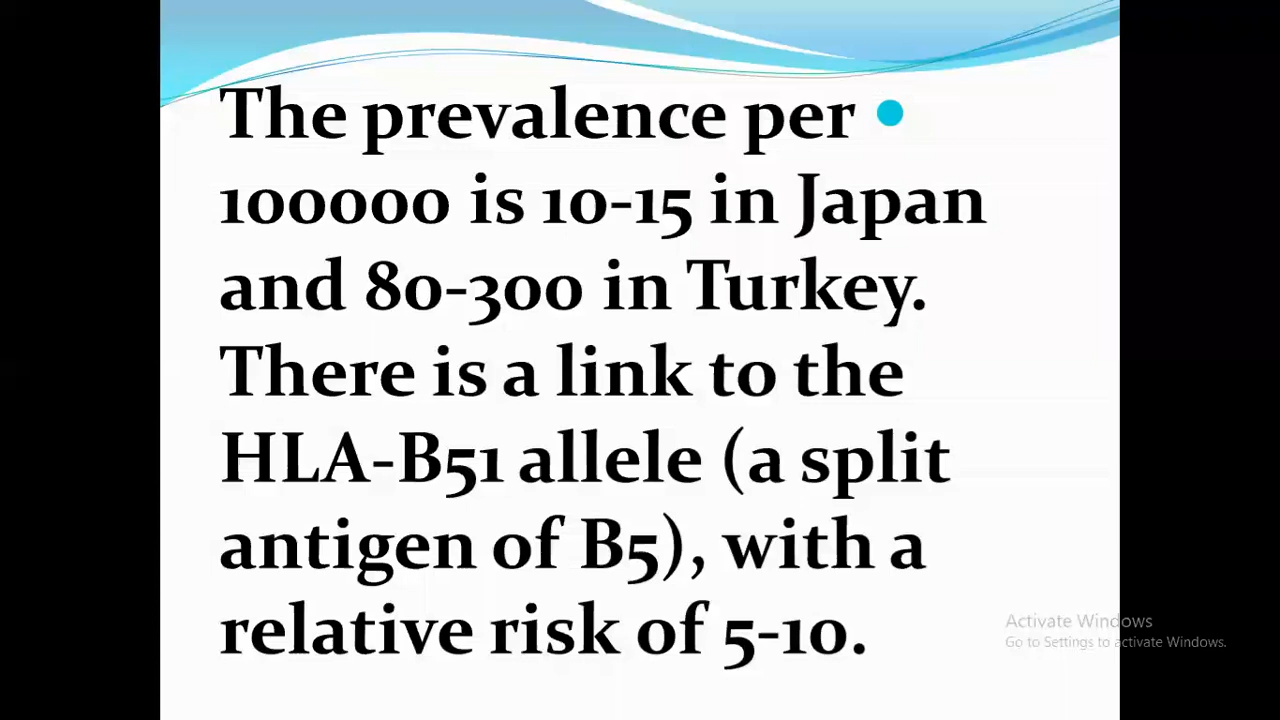 The prevalence per •
100000 is 10-15 in Japan
and 80-300 in Turkey.
There is a link to the
HLA-B51 allele (a split
antigen of B5), with a
relative risk of 5-10.
Activate Windows
Go to Settings to activate Windows.